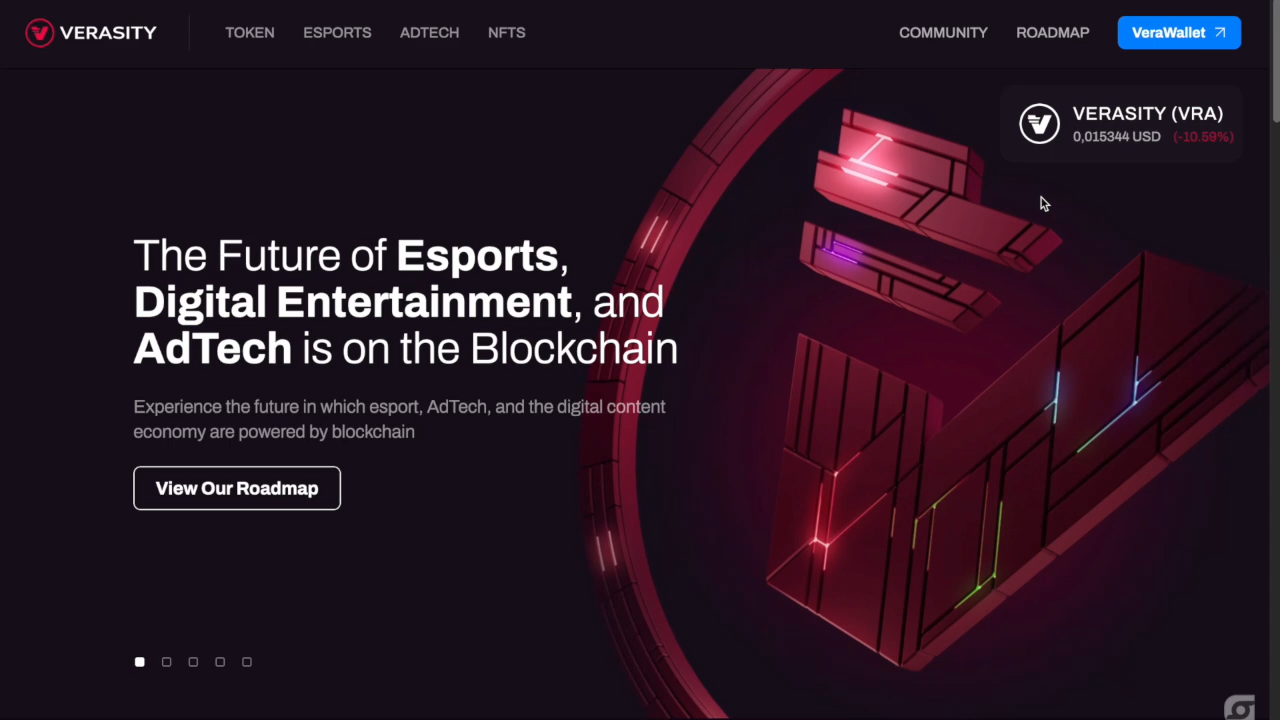 VERASITY
TOKEN ESPORTS ADTECH NFTS
COMMUNITY ROADMAP VeraWallet
VERASITY (VRA)
0,015344 USD (-10.59%)
The Future of Esports,
Digital Entertainment, and
AdTech is on the Blockchain
Experience the future in which esport, AdTech, and the digital content
economy are powered by blockchain
View Our Roadmap